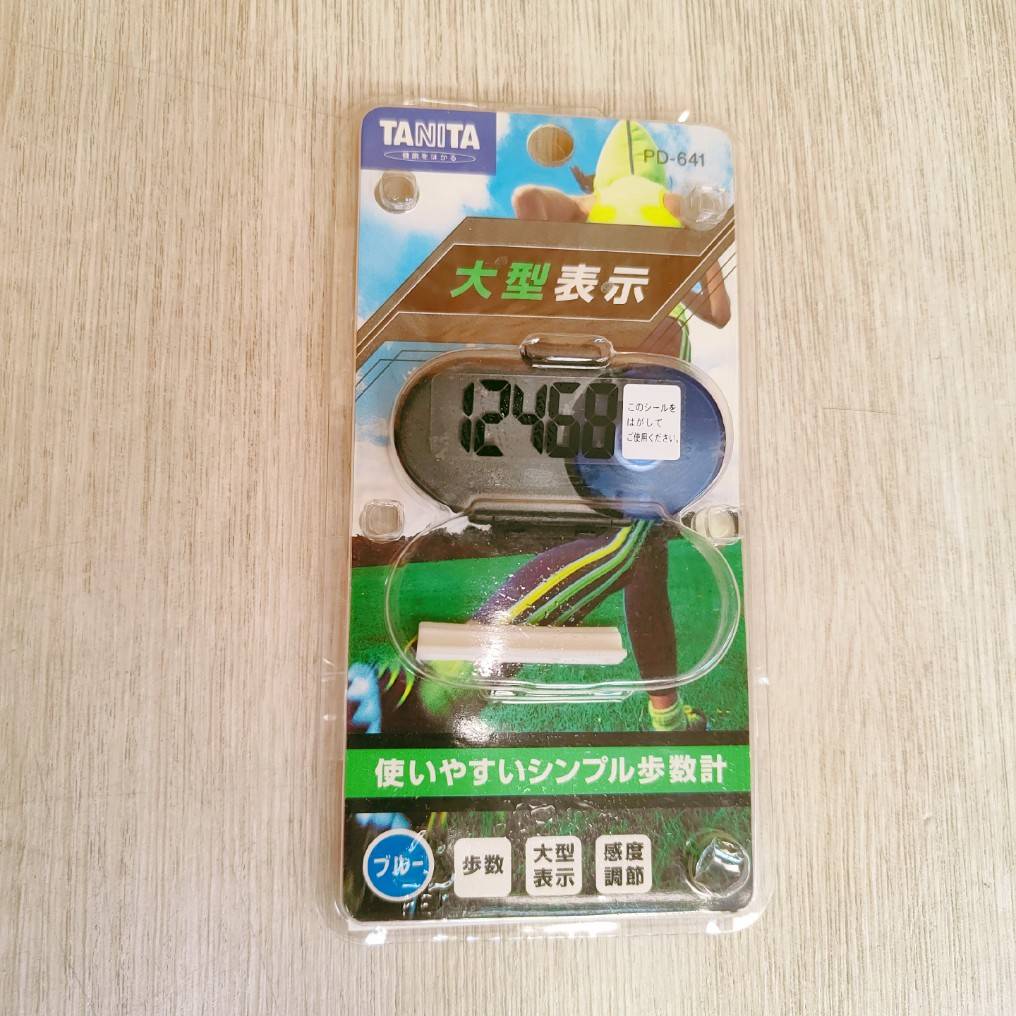 TANITA
健康をはかる
PD-641
大型表示
12468
このシールを
はがして
ご使用ください。
使いやすいシンプル歩数計
ブルー
歩数
大型
表示
感度
調節